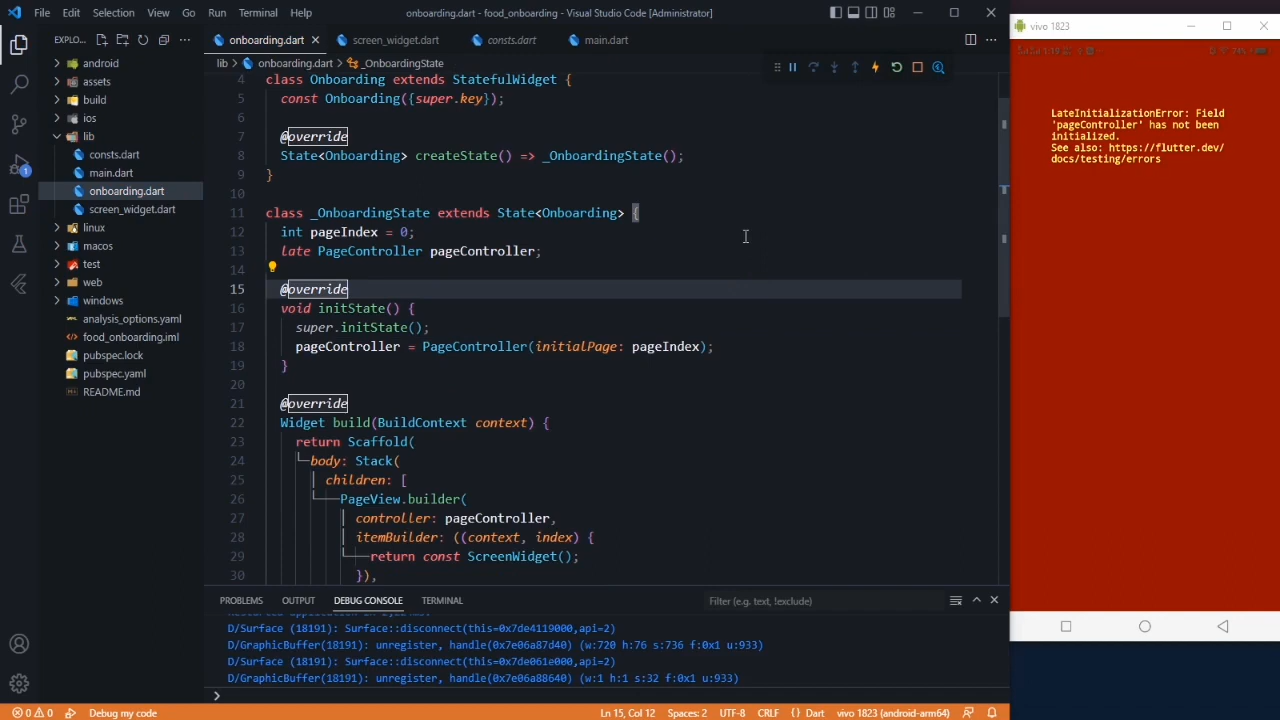 File Edit Selection View Go Run Terminal Help
onboarding.dart - food_onboarding - Visual Studio Code [Administrator]
EXPLO...
android
assets
build
ios
lib
consts.dart
main.dart
onboarding.dart
screen_widget.dart
linux
macos
test
web
windows
analysis_options.yaml
food_onboarding.iml
pubspec.lock
pubspec.yaml
README.md
1
onboarding.dart
screen_widget.dart
consts.dart
main.dart
lib > onboarding.dart > _OnboardingState
4 class Onboarding extends StatefulWidget {
5 const Onboarding({super.key});
6
7 @override
8 State<Onboarding> createState() => _OnboardingState();
9 }
10
11 class _OnboardingState extends State<Onboarding> {
12 int pageIndex = 0;
13 late PageController pageController;
14
15 @override
16 void initState() {
17 super.initState();
18 pageController = PageController(initialPage: pageIndex);
19 }
20
21 @override
22 Widget build(BuildContext context) {
23 return Scaffold(
24 body: Stack(
25 children: [
26 PageView.builder(
27 controller: pageController,
28 itemBuilder: ((context, index) {
29 return const ScreenWidget();
30 }),
PROBLEMS OUTPUT DEBUG CONSOLE TERMINAL
Filter (e.g. text, !exclude)
D/Surface (18191): Surface::disconnect(this=0x7de4119000,api=2)
D/GraphicBuffer(18191): unregister, handle(0x7e06a87d40) (w:720 h:76 s:736 f:0x1 u:933)
D/Surface (18191): Surface::disconnect(this=0x7de061e000,api=2)
D/GraphicBuffer(18191): unregister, handle(0x7e06a88640) (w:1 h:1 s:32 f:0x1 u:933)
0 0 Debug my code
Ln 15, Col 12 Spaces: 2 UTF-8 CRLF {} Dart vivo 1823 (android-arm64)
vivo 1823
LateInitializationError: Field
'pageController' has not been
initialized.
See also: https://flutter.dev/
docs/testing/errors